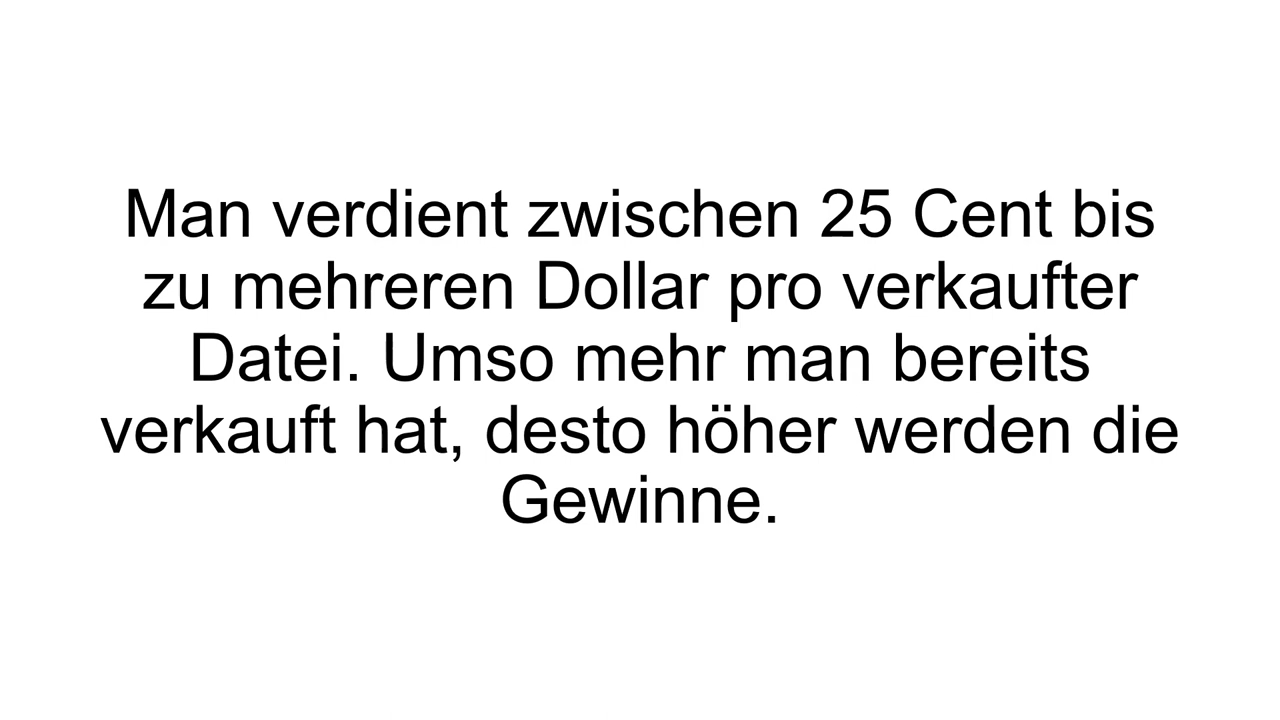 Man verdient zwischen 25 Cent bis
zu mehreren Dollar pro verkaufter
Datei. Umso mehr man bereits
verkauft hat, desto höher werden die
Gewinne.